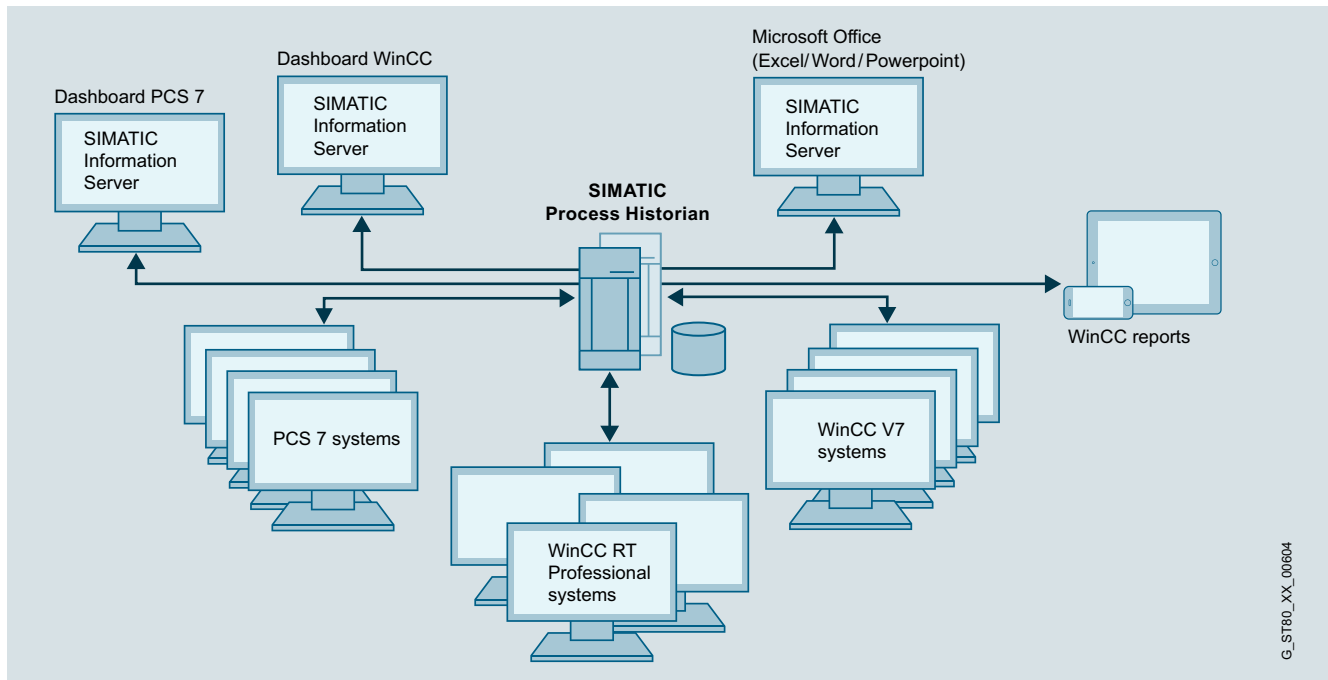 Dashboard PCS 7
SIMATIC
Information
Server
Dashboard WinCC
SIMATIC
Information
Server
Microsoft Office
(Excel/Word/Powerpoint)
SIMATIC
Information
Server
SIMATIC
Process Historian
WinCC reports
PCS 7 systems
WinCC RT
Professional
systems
WinCC V7
systems
G_ST80_XX_00604